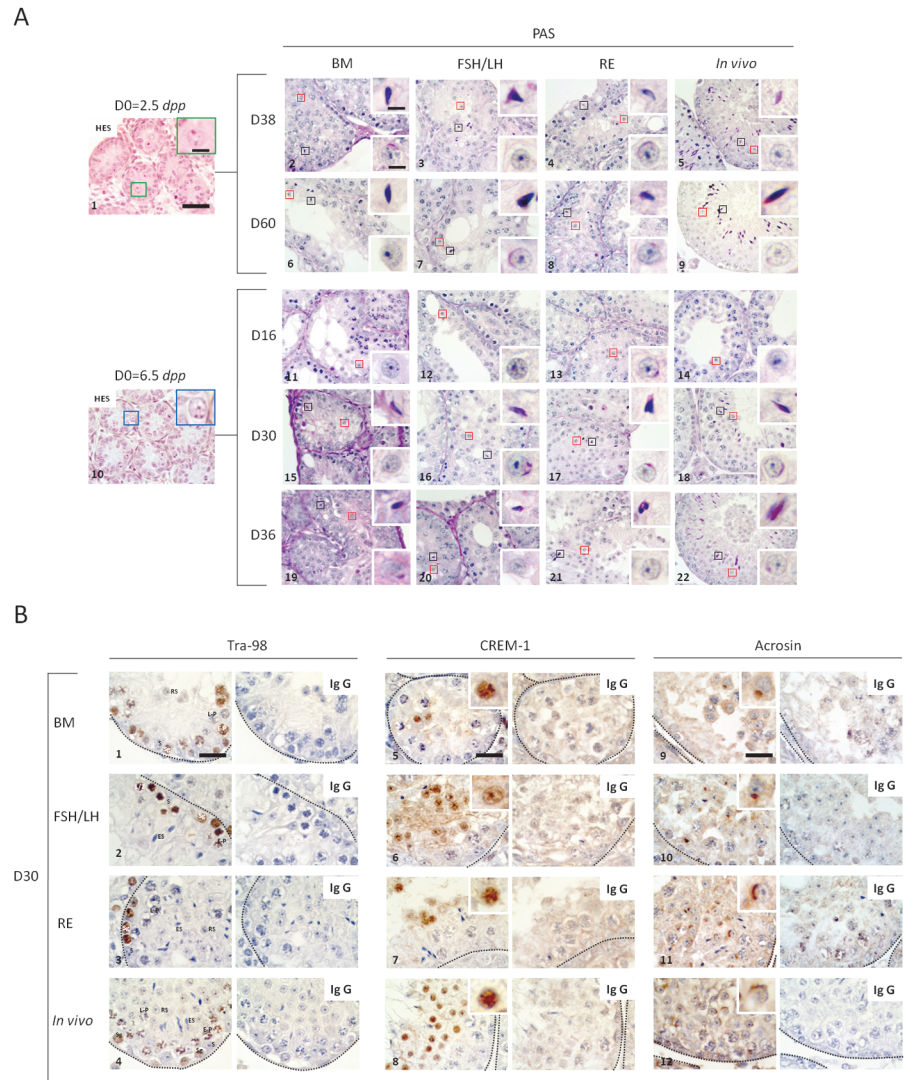 A
PAS
BM FSH/LH RE In vivo
D0=2.5 dpp
HES
1
D38
2 3 4 5
D60
6 7 8 9
D0=6.5 dpp
HES
10
D16
11 12 13 14
D30
15 16 17 18
D36
19 20 21 22
B
Tra-98 CREM-1 Acrosin
D30
BM
RS L-P Ig G Ig G Ig G
1 5 9
FSH/LH
S ES L-P Ig G Ig G Ig G
2 6 10
RE
ES RS Ig G Ig G Ig G
3 7 11
In vivo
L-P RS ES E-P S Ig G Ig G Ig G
4 8 12